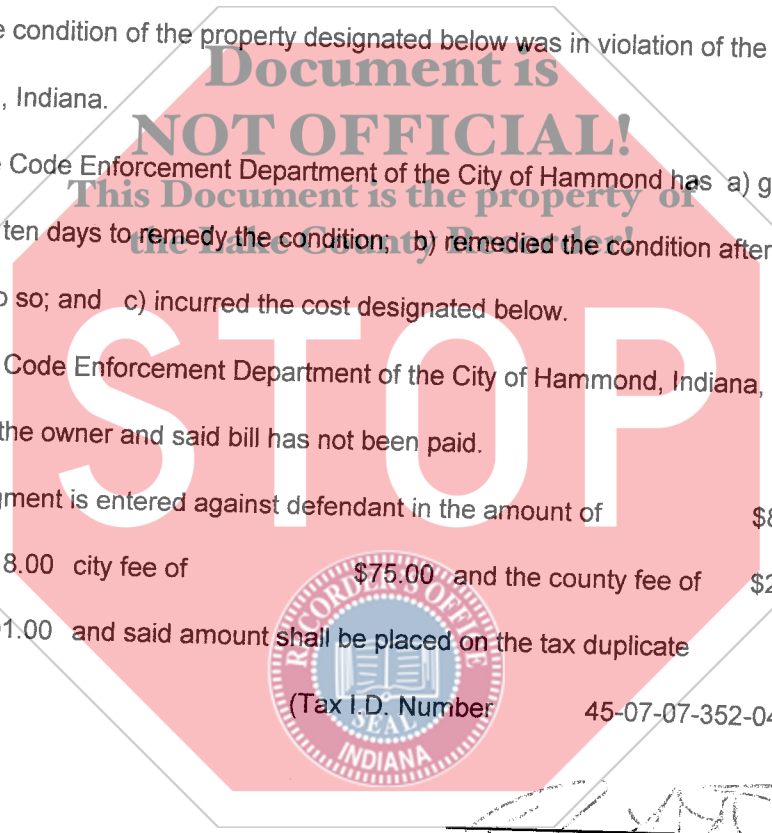 e condition of the property designated below was in violation of the
Document is
, Indiana.
NOT OFFICIAL!
e Code Enforcement Department of the City of Hammond has a) g
This Document is the property of
ten days to remedy the condition; b) remedied the condition after
the Lake County Recorder!
o so; and c) incurred the cost designated below.
STOP
Code Enforcement Department of the City of Hammond, Indiana,
the owner and said bill has not been paid.
gment is entered against defendant in the amount of $8
8.00 city fee of $75.00 and the county fee of $2
1.00 and said amount shall be placed on the tax duplicate
(Tax I.D. Number 45-07-07-352-04
RECORDER'S OFFICE
SEAL
INDIANA